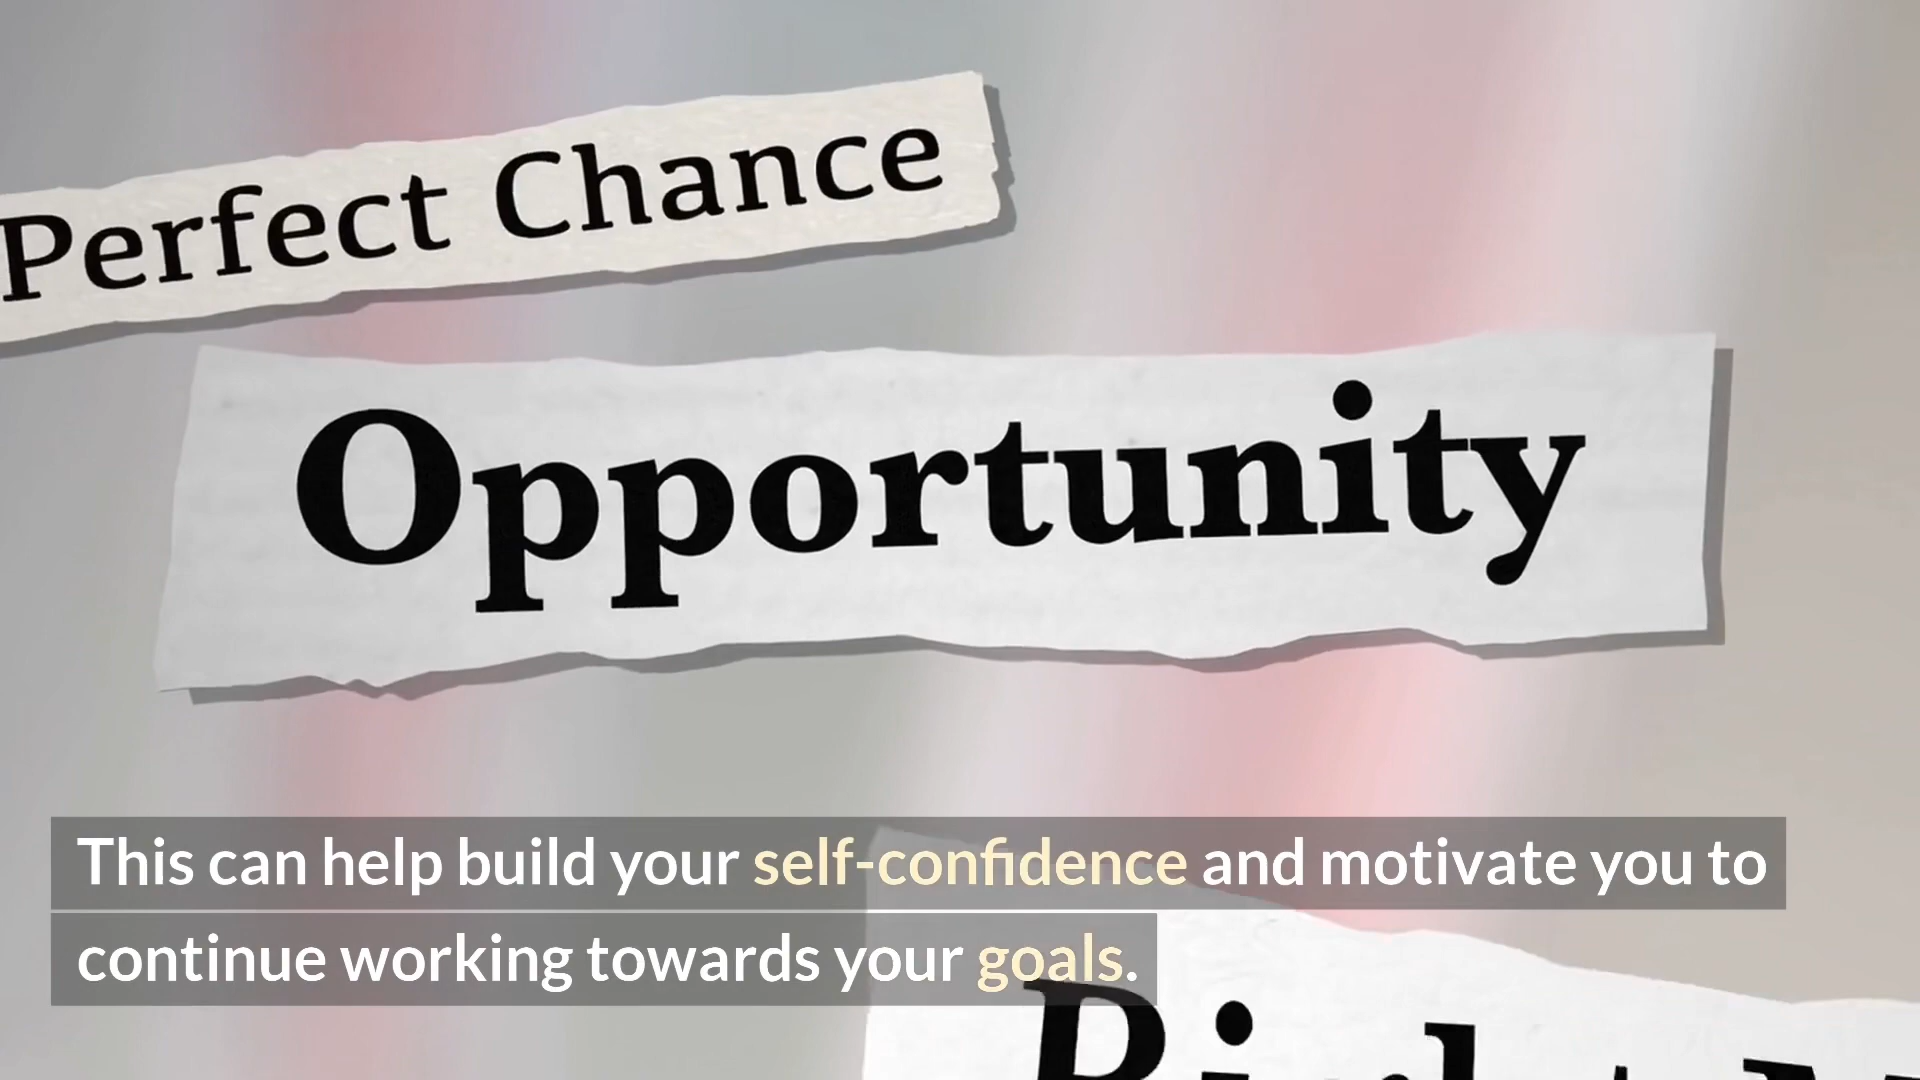 Perfect Chance
Opportunity
This can help build your self-confidence and motivate you to
continue working towards your goals.